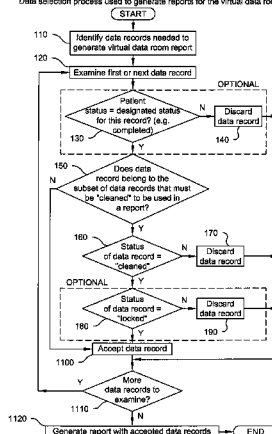 Data selection process used to generate reports for the virtual data room
START
110
Identify data records needed to
generate virtual data room report
120
Examine first or next data record
OPTIONAL
Patient
status = designated status
for this record? (e.g.
completed)
130
N
Discard
data record
140
Y
150
Does data
record belong to the
subset of data records that must
be "cleaned" to be used in
a report?
N
Y
160
Status
of data record =
"cleaned"
N
170
Discard
data record
Y
OPTIONAL
Status
of data record =
"locked"
180
N
Discard
data record
190
Y
Accept data record
1100
Y
More
data records to
examine?
1110
N
1120
Generate report with accepted data records
END